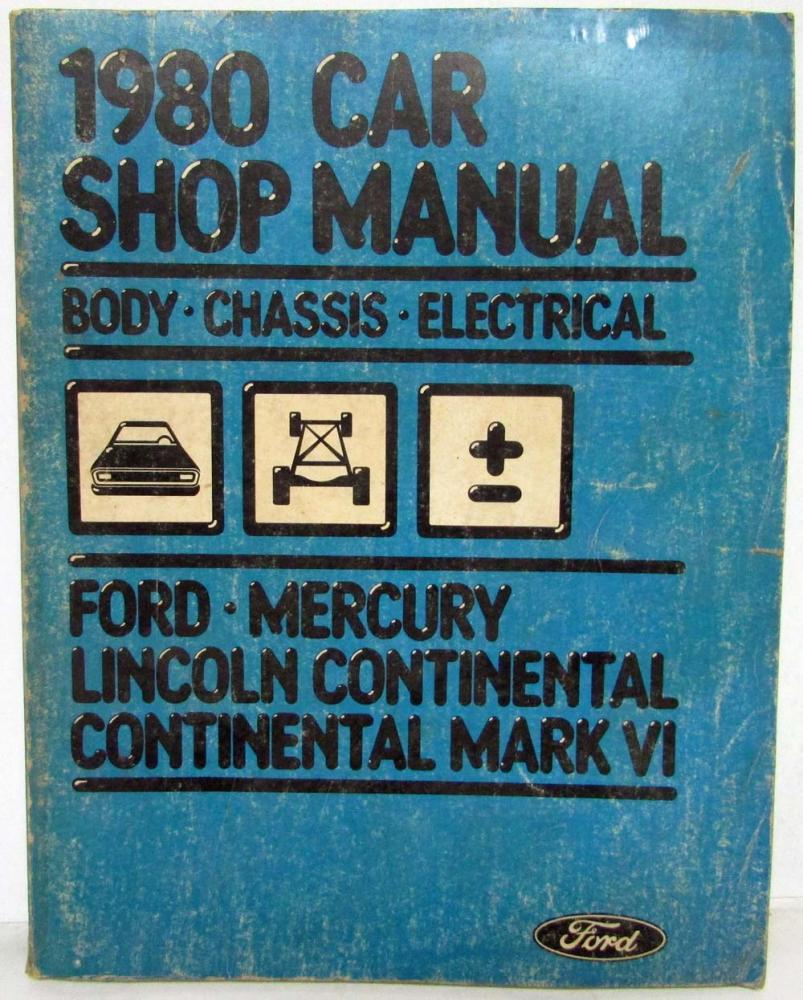 1980 CAR
SHOP MANUAL
BODY · CHASSIS · ELECTRICAL
FORD · MERCURY
LINCOLN CONTINENTAL
CONTINENTAL MARK VI
Ford